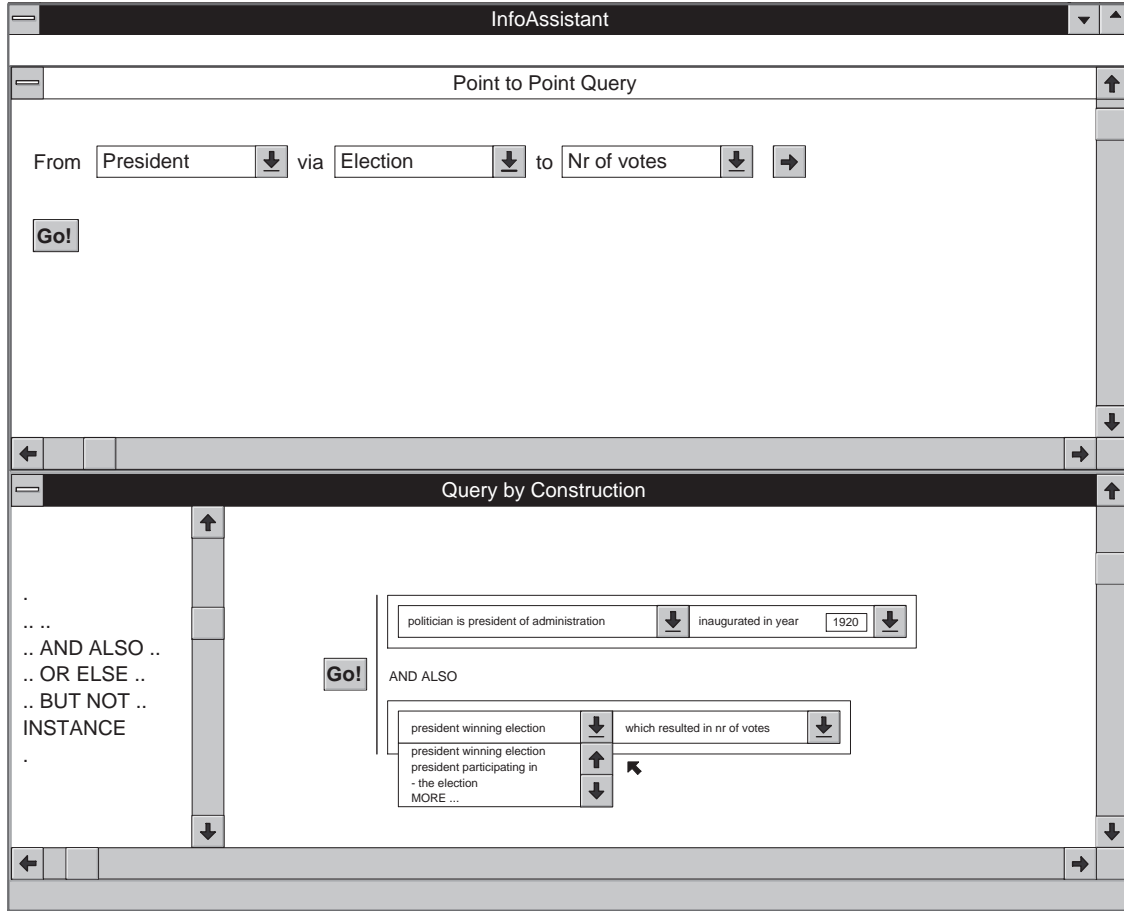 InfoAssistant
Point to Point Query
From President via Election to Nr of votes
Go!
Query by Construction
.
.. ..
.. AND ALSO ..
.. OR ELSE ..
.. BUT NOT ..
INSTANCE
.
politician is president of administration inaugurated in year 1920
Go! AND ALSO
president winning election which resulted in nr of votes
president winning election
president participating in
- the election
MORE ...